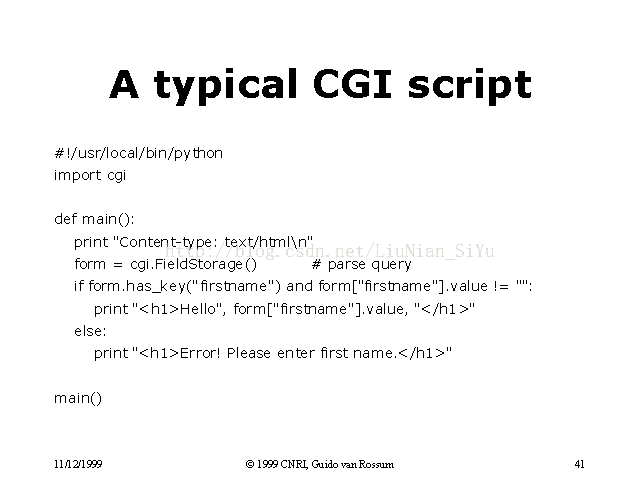 A typical CGI script
#!/usr/local/bin/python
import cgi
def main():
print "Content-type: text/html\n"
http://blog.csdn.net/LiuNian_SiYu
form = cgi.FieldStorage() # parse query
if form.has_key("firstname") and form["firstname"].value != "":
print "<h1>Hello", form["firstname"].value, "</h1>"
else:
print "<h1>Error! Please enter first name.</h1>"
main()
11/12/1999 © 1999 CNRI, Guido van Rossum 41